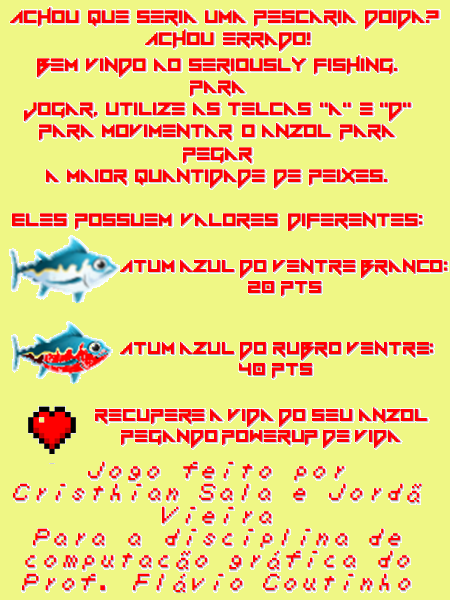 ACHOU QUE SERIA UMA PESCARIA DOIDA?
ACHOU ERRADO!
BEM VINDO AO SERIOUSLY FISHING.
PARA
JOGAR, UTILIZE AS TELCAS "A" E "D"
PARA MOVIMENTAR O ANZOL PARA
PEGAR
A MAIOR QUANTIDADE DE PEIXES.
ELES POSSUEM VALORES DIFERENTES:
ATUM AZUL DO VENTRE BRANCO:
20 PTS
ATUM AZUL DO RUBRO VENTRE:
40 PTS
RECUPERE A VIDA DO SEU ANZOL
PEGANDO POWERUP DE VIDA
Jogo feito por
Cristhian Sala e Jordã
Vieira
Para a disciplina de
computacão gráfica do
Prof. Flávio Coutinho